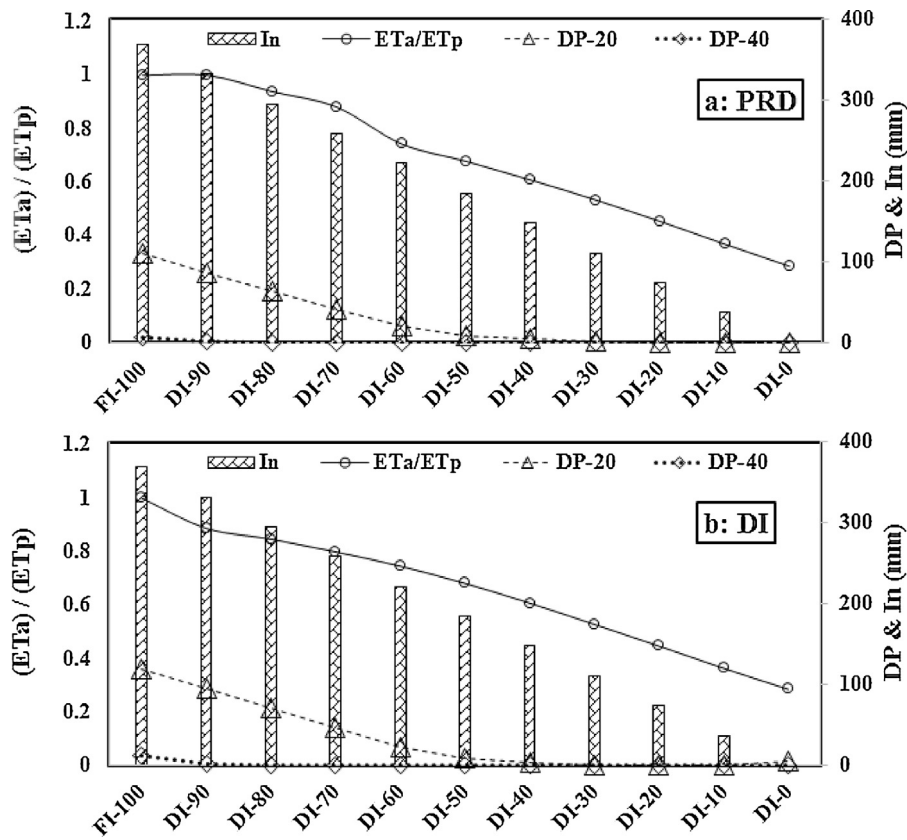 1.2
400
In
ETa/ETp
DP-20
DP-40
1
a: PRD
300
0.8
0.6
200
0.4
100
0.2
0
0
(ETa) / (ETp)
DP & In (mm)
FI-100
DI-90
DI-80
DI-70
DI-60
DI-50
DI-40
DI-30
DI-20
DI-10
DI-0
1.2
400
In
ETa/ETp
DP-20
DP-40
1
b: DI
300
0.8
0.6
200
0.4
100
0.2
0
0
(ETa) / (ETp)
DP & In (mm)
FI-100
DI-90
DI-80
DI-70
DI-60
DI-50
DI-40
DI-30
DI-20
DI-10
DI-0